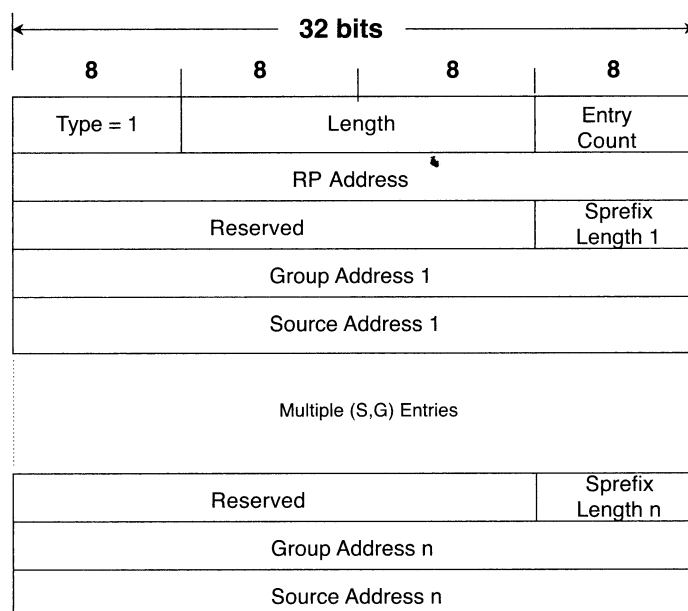 32 bits
8 8 8 8
Type = 1 Length Entry
Count
RP Address
Reserved Sprefix
Length 1
Group Address 1
Source Address 1
Multiple (S,G) Entries
Reserved Sprefix
Length n
Group Address n
Source Address n